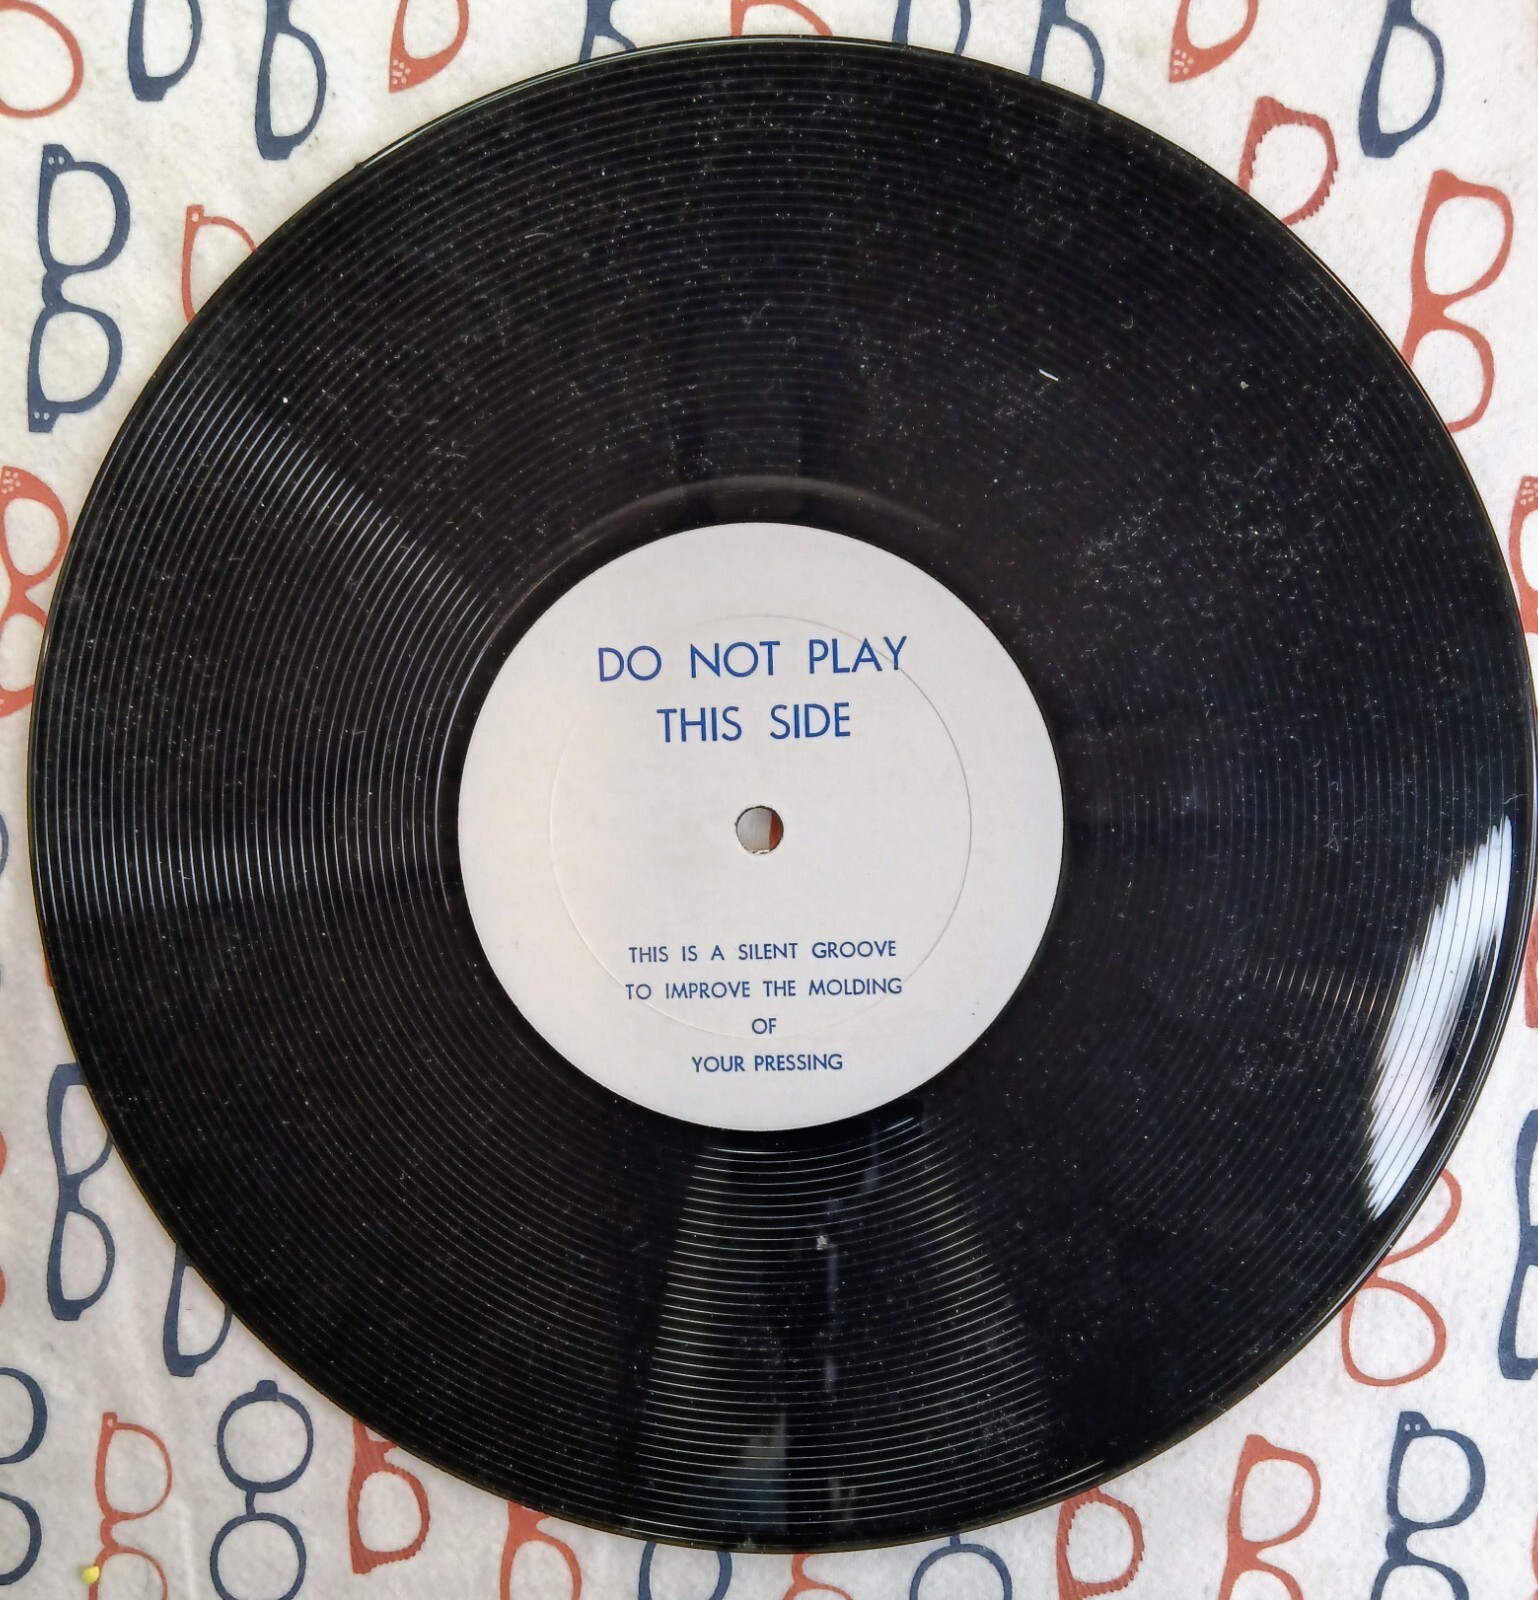 DO NOT PLAY
THIS SIDE
THIS IS A SILENT GROOVE
TO IMPROVE THE MOLDING
OF
YOUR PRESSING